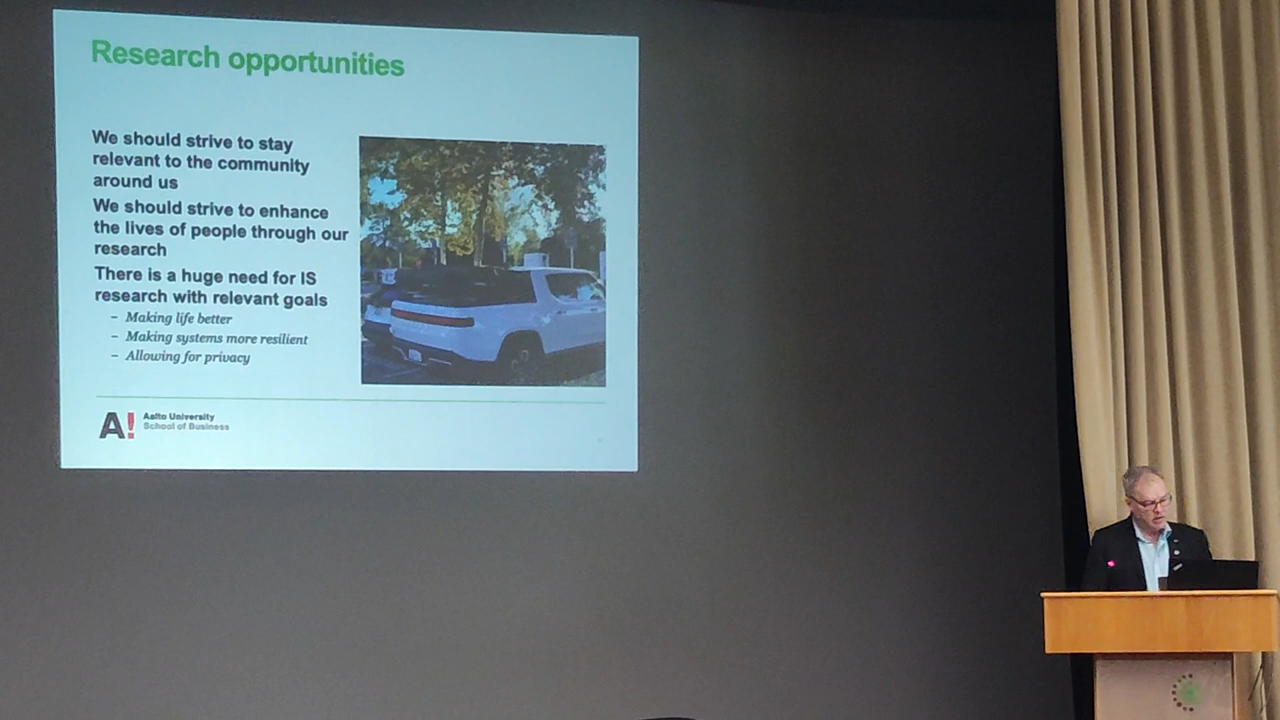 Research opportunities
We should strive to stay
relevant to the community
around us
We should strive to enhance
the lives of people through our
research
There is a huge need for IS
research with relevant goals
– Making life better
– Making systems more resilient
– Allowing for privacy
A!
Aalto University
School of Business